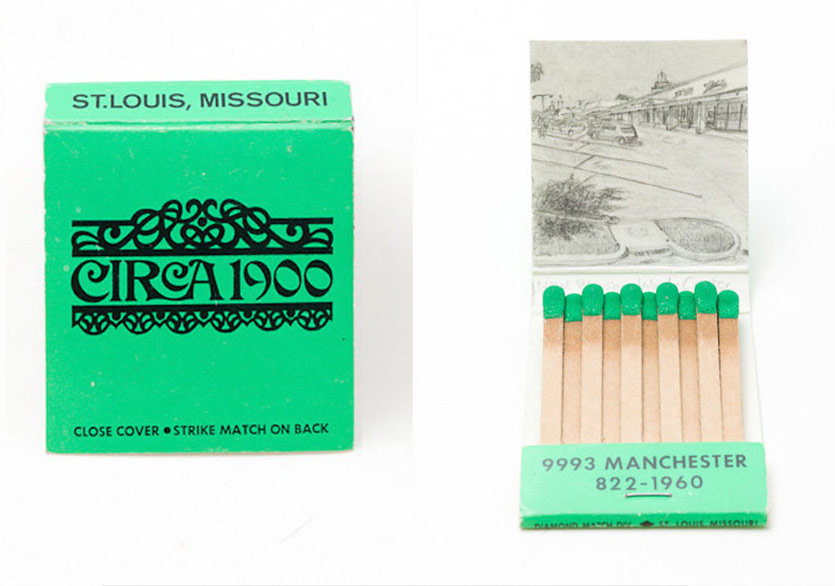 ST. LOUIS, MISSOURI
CIRCA 1900
CLOSE COVER • STRIKE MATCH ON BACK
9993 MANCHESTER
822-1960
DIAMOND MATCH DIV. ◆ ST. LOUIS, MISSOURI